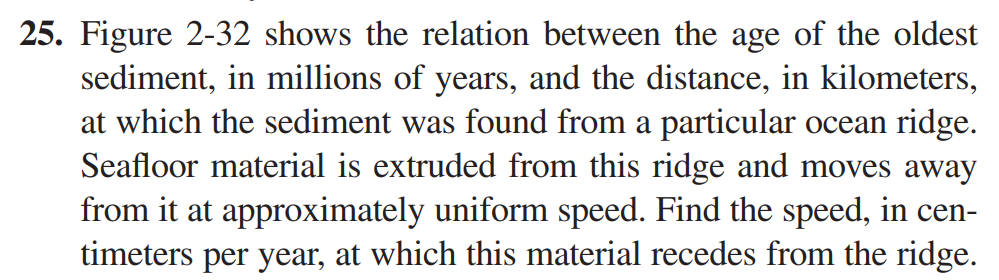 25. Figure 2-32 shows the relation between the age of the oldest
sediment, in millions of years, and the distance, in kilometers,
at which the sediment was found from a particular ocean ridge.
Seafloor material is extruded from this ridge and moves away
from it at approximately uniform speed. Find the speed, in cen-
timeters per year, at which this material recedes from the ridge.